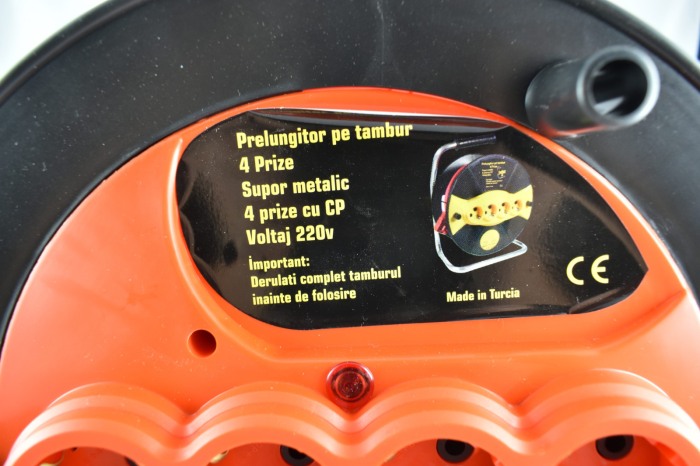 Prelungitor pe tambur
4 Prize
Supor metalic
4 prize cu CP
Voltaj 220v
İmportant:
Derulati complet tamburul
inainte de folosire
Made in Turcia
CE